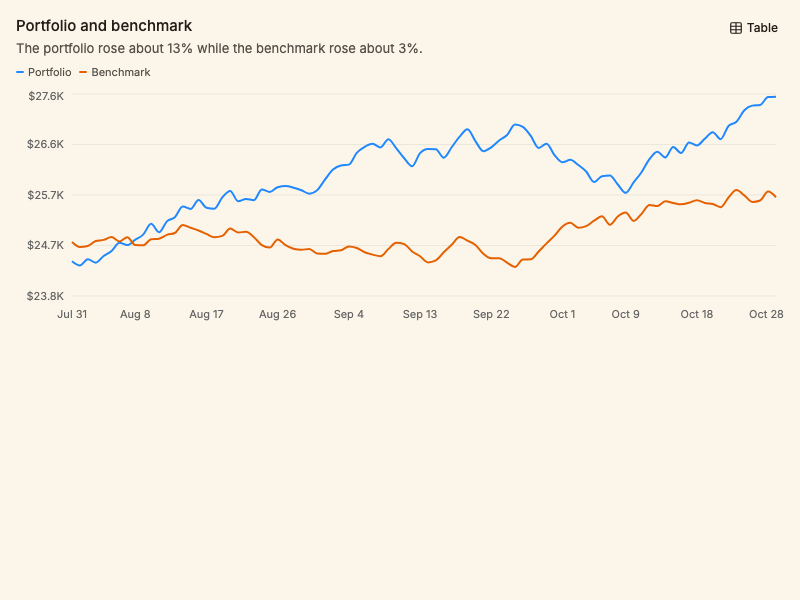 Portfolio and benchmark
Table
The portfolio rose about 13% while the benchmark rose about 3%.
Portfolio Benchmark
$27.6K
$26.6K
$25.7K
$24.7K
$23.8K
Jul 31 Aug 8 Aug 17 Aug 26 Sep 4 Sep 13 Sep 22 Oct 1 Oct 9 Oct 18 Oct 28